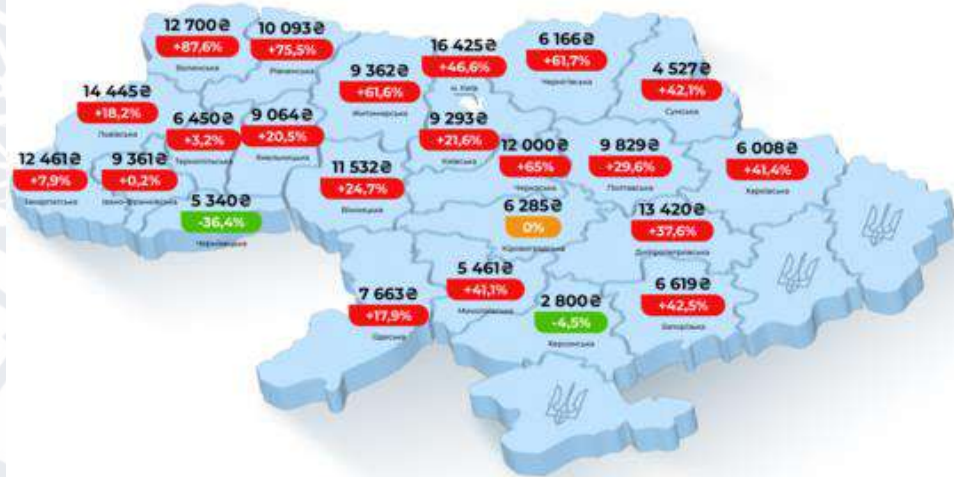 12 700 ₴
+87,6%
Волинська
10 093 ₴
+75,5%
Рівненська
16 425 ₴
+46,6%
м. Київ
6 166 ₴
+61,7%
Чернігівська
4 527 ₴
+42,1%
Сумська
9 362 ₴
+61,6%
Житомирська
14 445 ₴
+18,2%
Львівська
6 450 ₴
+3,2%
Тернопільська
9 064 ₴
+20,5%
Хмельницька
9 293 ₴
+21,6%
Київська
12 000 ₴
+65%
Черкаська
9 829 ₴
+29,6%
Полтавська
6 008 ₴
+41,4%
Харківська
12 461 ₴
+7,9%
Закарпатська
9 361 ₴
+0,2%
Івано-Франківська
11 532 ₴
+24,7%
Вінницька
5 340 ₴
-36,4%
Чернівецька
6 285 ₴
0%
Кіровоградська
13 420 ₴
+37,6%
Дніпропетровська
5 461 ₴
+41,1%
Миколаївська
6 619 ₴
+42,5%
Запорізька
7 663 ₴
+17,9%
Одеська
2 800 ₴
-4,5%
Херсонська